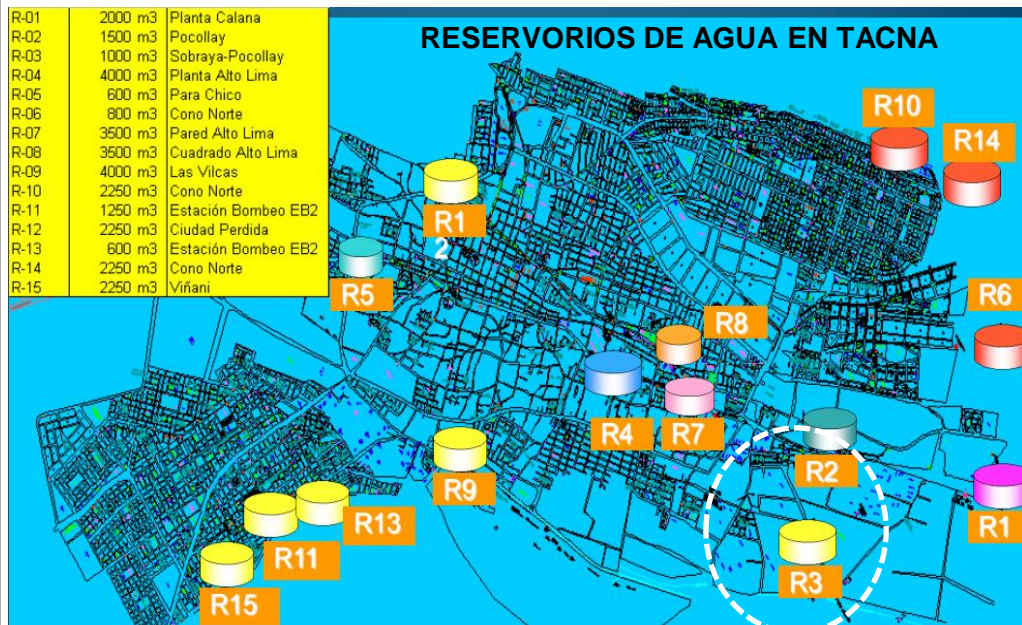 RESERVORIOS DE AGUA EN TACNA
R-01 2000 m3 Planta Calana
R-02 1500 m3 Pocollay
R-03 1000 m3 Sobraya-Pocollay
R-04 4000 m3 Planta Alto Lima
R-05 600 m3 Para Chico
R-06 800 m3 Cono Norte
R-07 3500 m3 Pared Alto Lima
R-08 3500 m3 Cuadrado Alto Lima
R-09 4000 m3 Las Vilcas
R-10 2250 m3 Cono Norte
R-11 1250 m3 Estación Bombeo EB2
R-12 2250 m3 Ciudad Perdida
R-13 600 m3 Estación Bombeo EB2
R-14 2250 m3 Cono Norte
R-15 2250 m3 Viñani
R10
R14
R1
2
R5
R6
R8
R4
R7
R2
R9
R1
R13
R11
R3
R15